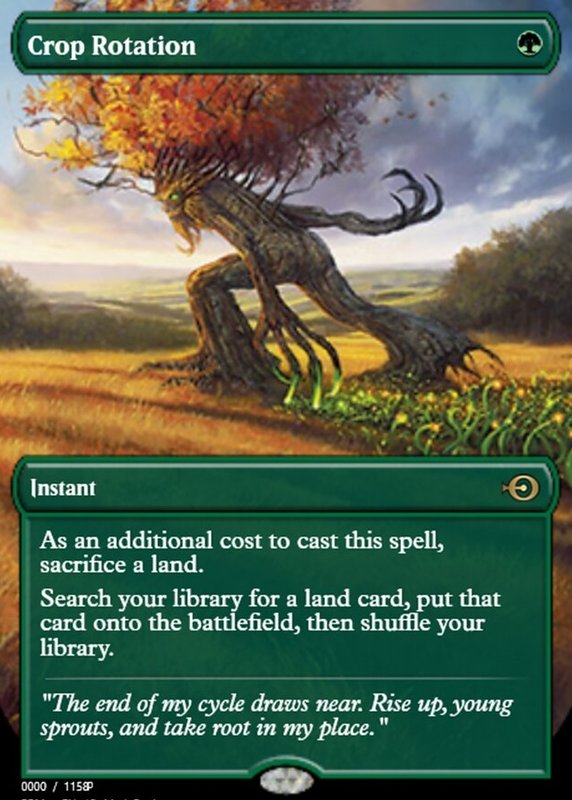 Crop Rotation
Instant
As an additional cost to cast this spell,
sacrifice a land.
Search your library for a land card, put that
card onto the battlefield, then shuffle your
library.
"The end of my cycle draws near. Rise up, young
sprouts, and take root in my place."
0000 / 1158P